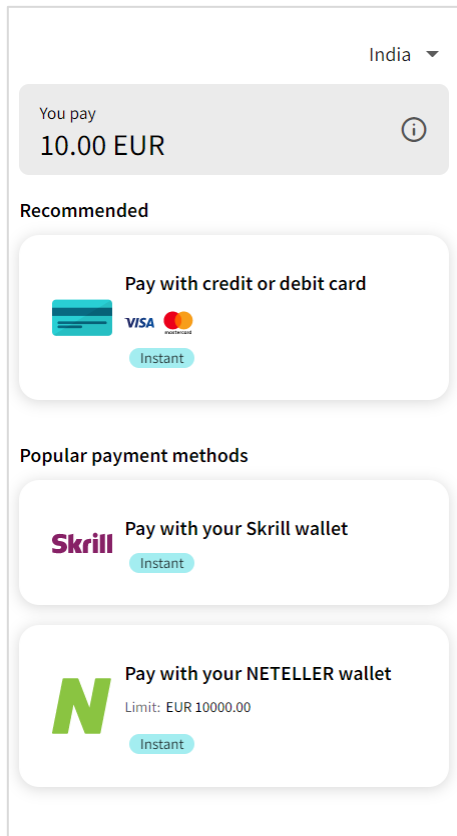 India
You pay
10.00 EUR
Recommended
Pay with credit or debit card
VISA mastercard
Instant
Popular payment methods
Skrill
Pay with your Skrill wallet
Instant
N
Pay with your NETELLER wallet
Limit: EUR 10000.00
Instant